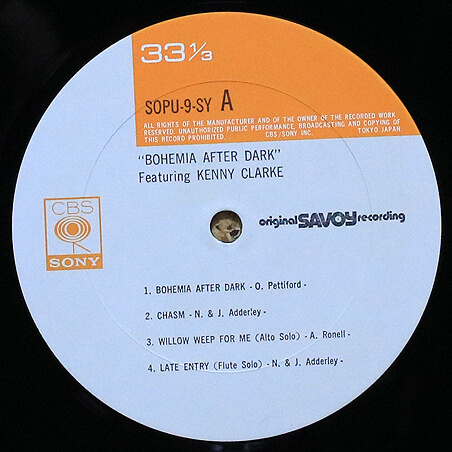 33 1/3
SOPU-9-SY A
ALL RIGHTS OF THE MANUFACTURER AND OF THE OWNER OF THE RECORDED WORK
RESERVED. UNAUTHORIZED PUBLIC PERFORMANCE, BROADCASTING AND COPYING OF
THIS RECORD PROHIBITED. CBS/SONY INC. TOKYO JAPAN
"BOHEMIA AFTER DARK"
Featuring KENNY CLARKE
CBS
SONY
original SAVOY recording
1. BOHEMIA AFTER DARK - O. Pettiford -
2. CHASM - N. & J. Adderley -
3. WILLOW WEEP FOR ME (Alto Solo) - A. Ronell -
4. LATE ENTRY (Flute Solo) - N. & J. Adderley -